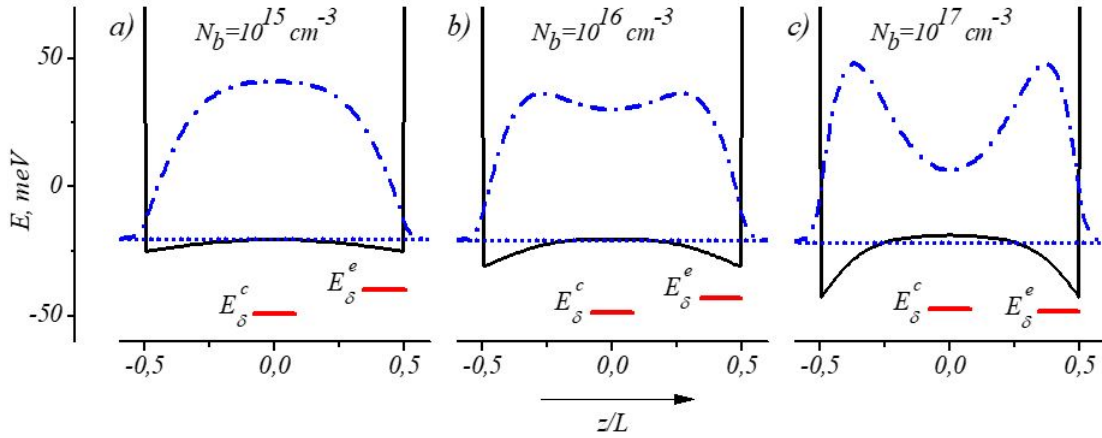 a) N_b=10^15 cm^-3 b) N_b=10^16 cm^-3 c) N_b=10^17 cm^-3
50
0
-50
E, meV
E_δ^c E_δ^e E_δ^c E_δ^e E_δ^c E_δ^e
-0,5 0,0 0,5 -0,5 0,0 0,5 -0,5 0,0 0,5
z/L